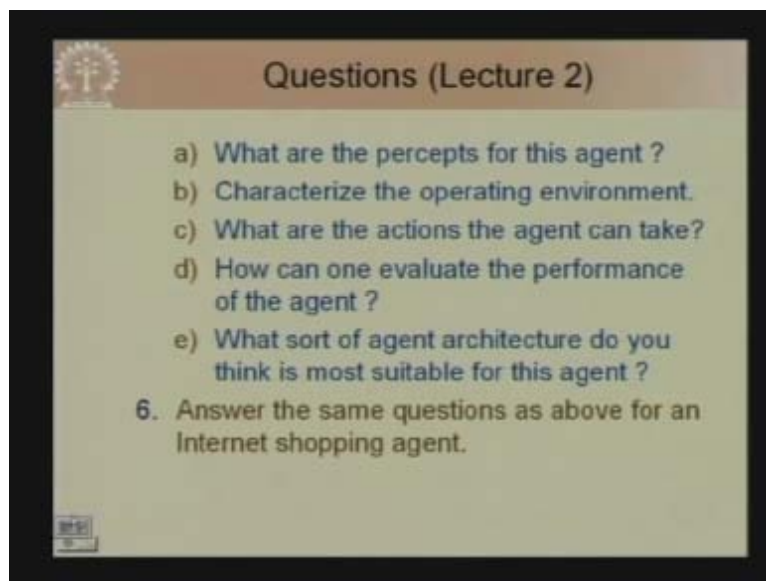 Questions (Lecture 2)
a) What are the percepts for this agent ?
b) Characterize the operating environment.
c) What are the actions the agent can take?
d) How can one evaluate the performance
of the agent ?
e) What sort of agent architecture do you
think is most suitable for this agent ?
6. Answer the same questions as above for an
Internet shopping agent.